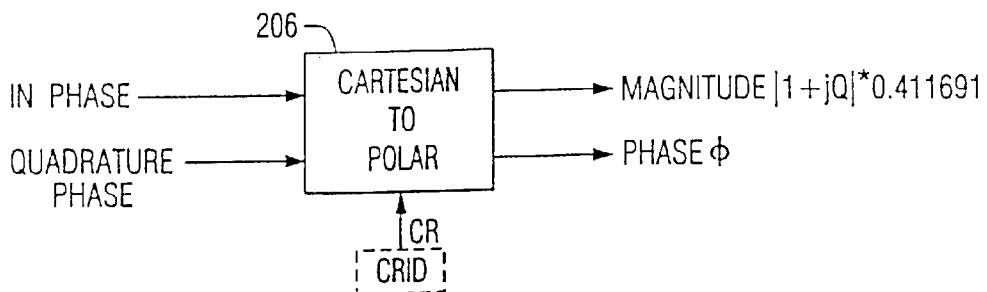 206
IN PHASE
QUADRATURE
PHASE
CARTESIAN
TO
POLAR
MAGNITUDE |1+jQ|*0.411691
PHASE ϕ
CR
CRID